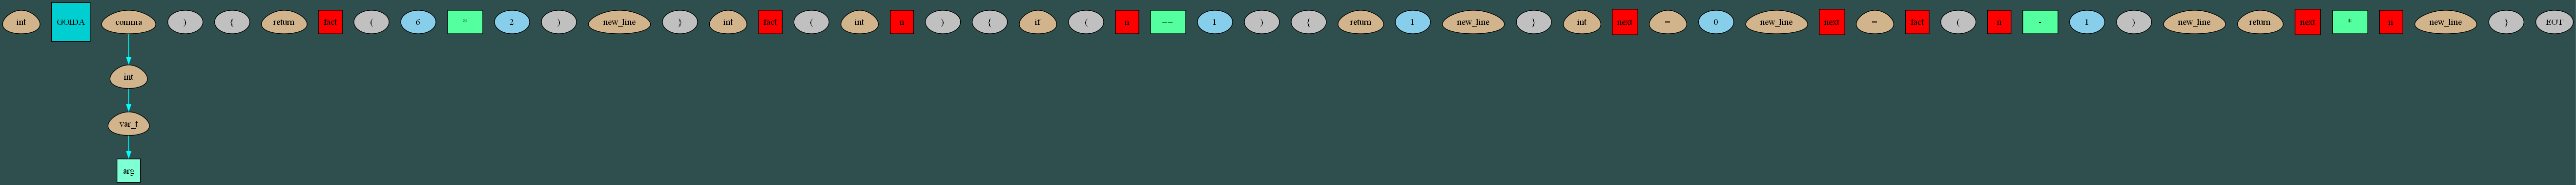 int GOIDA comma ) { return fact ( 6 * 2 ) new_line } int fact ( int n ) { if ( n == 1 ) { return 1 new_line } int next = 0 new_line next = fact ( n - 1 ) new_line return next * n new_line } EOT
int
var_t
arg